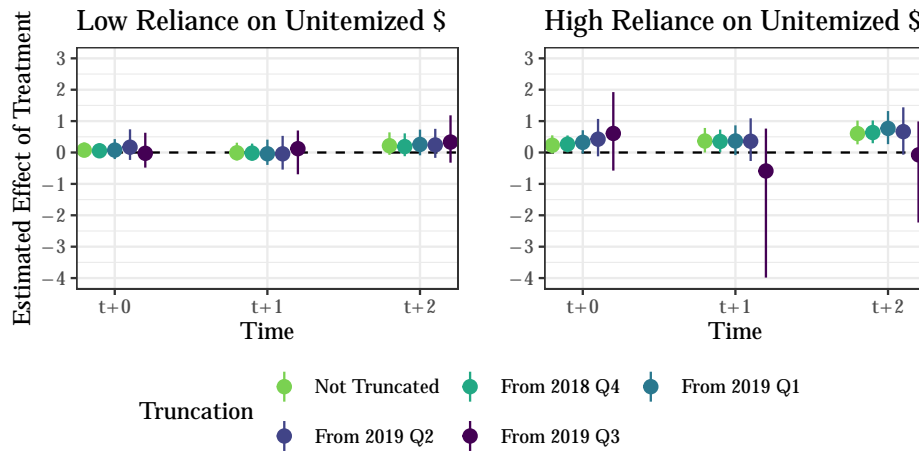 Low Reliance on Unitemized $
High Reliance on Unitemized $
Estimated Effect of Treatment
3
2
1
0
−1
−2
−3
−4
t+0
t+1
t+2
Time
3
2
1
0
−1
−2
−3
−4
t+0
t+1
t+2
Time
Truncation
Not Truncated
From 2018 Q4
From 2019 Q1
From 2019 Q2
From 2019 Q3